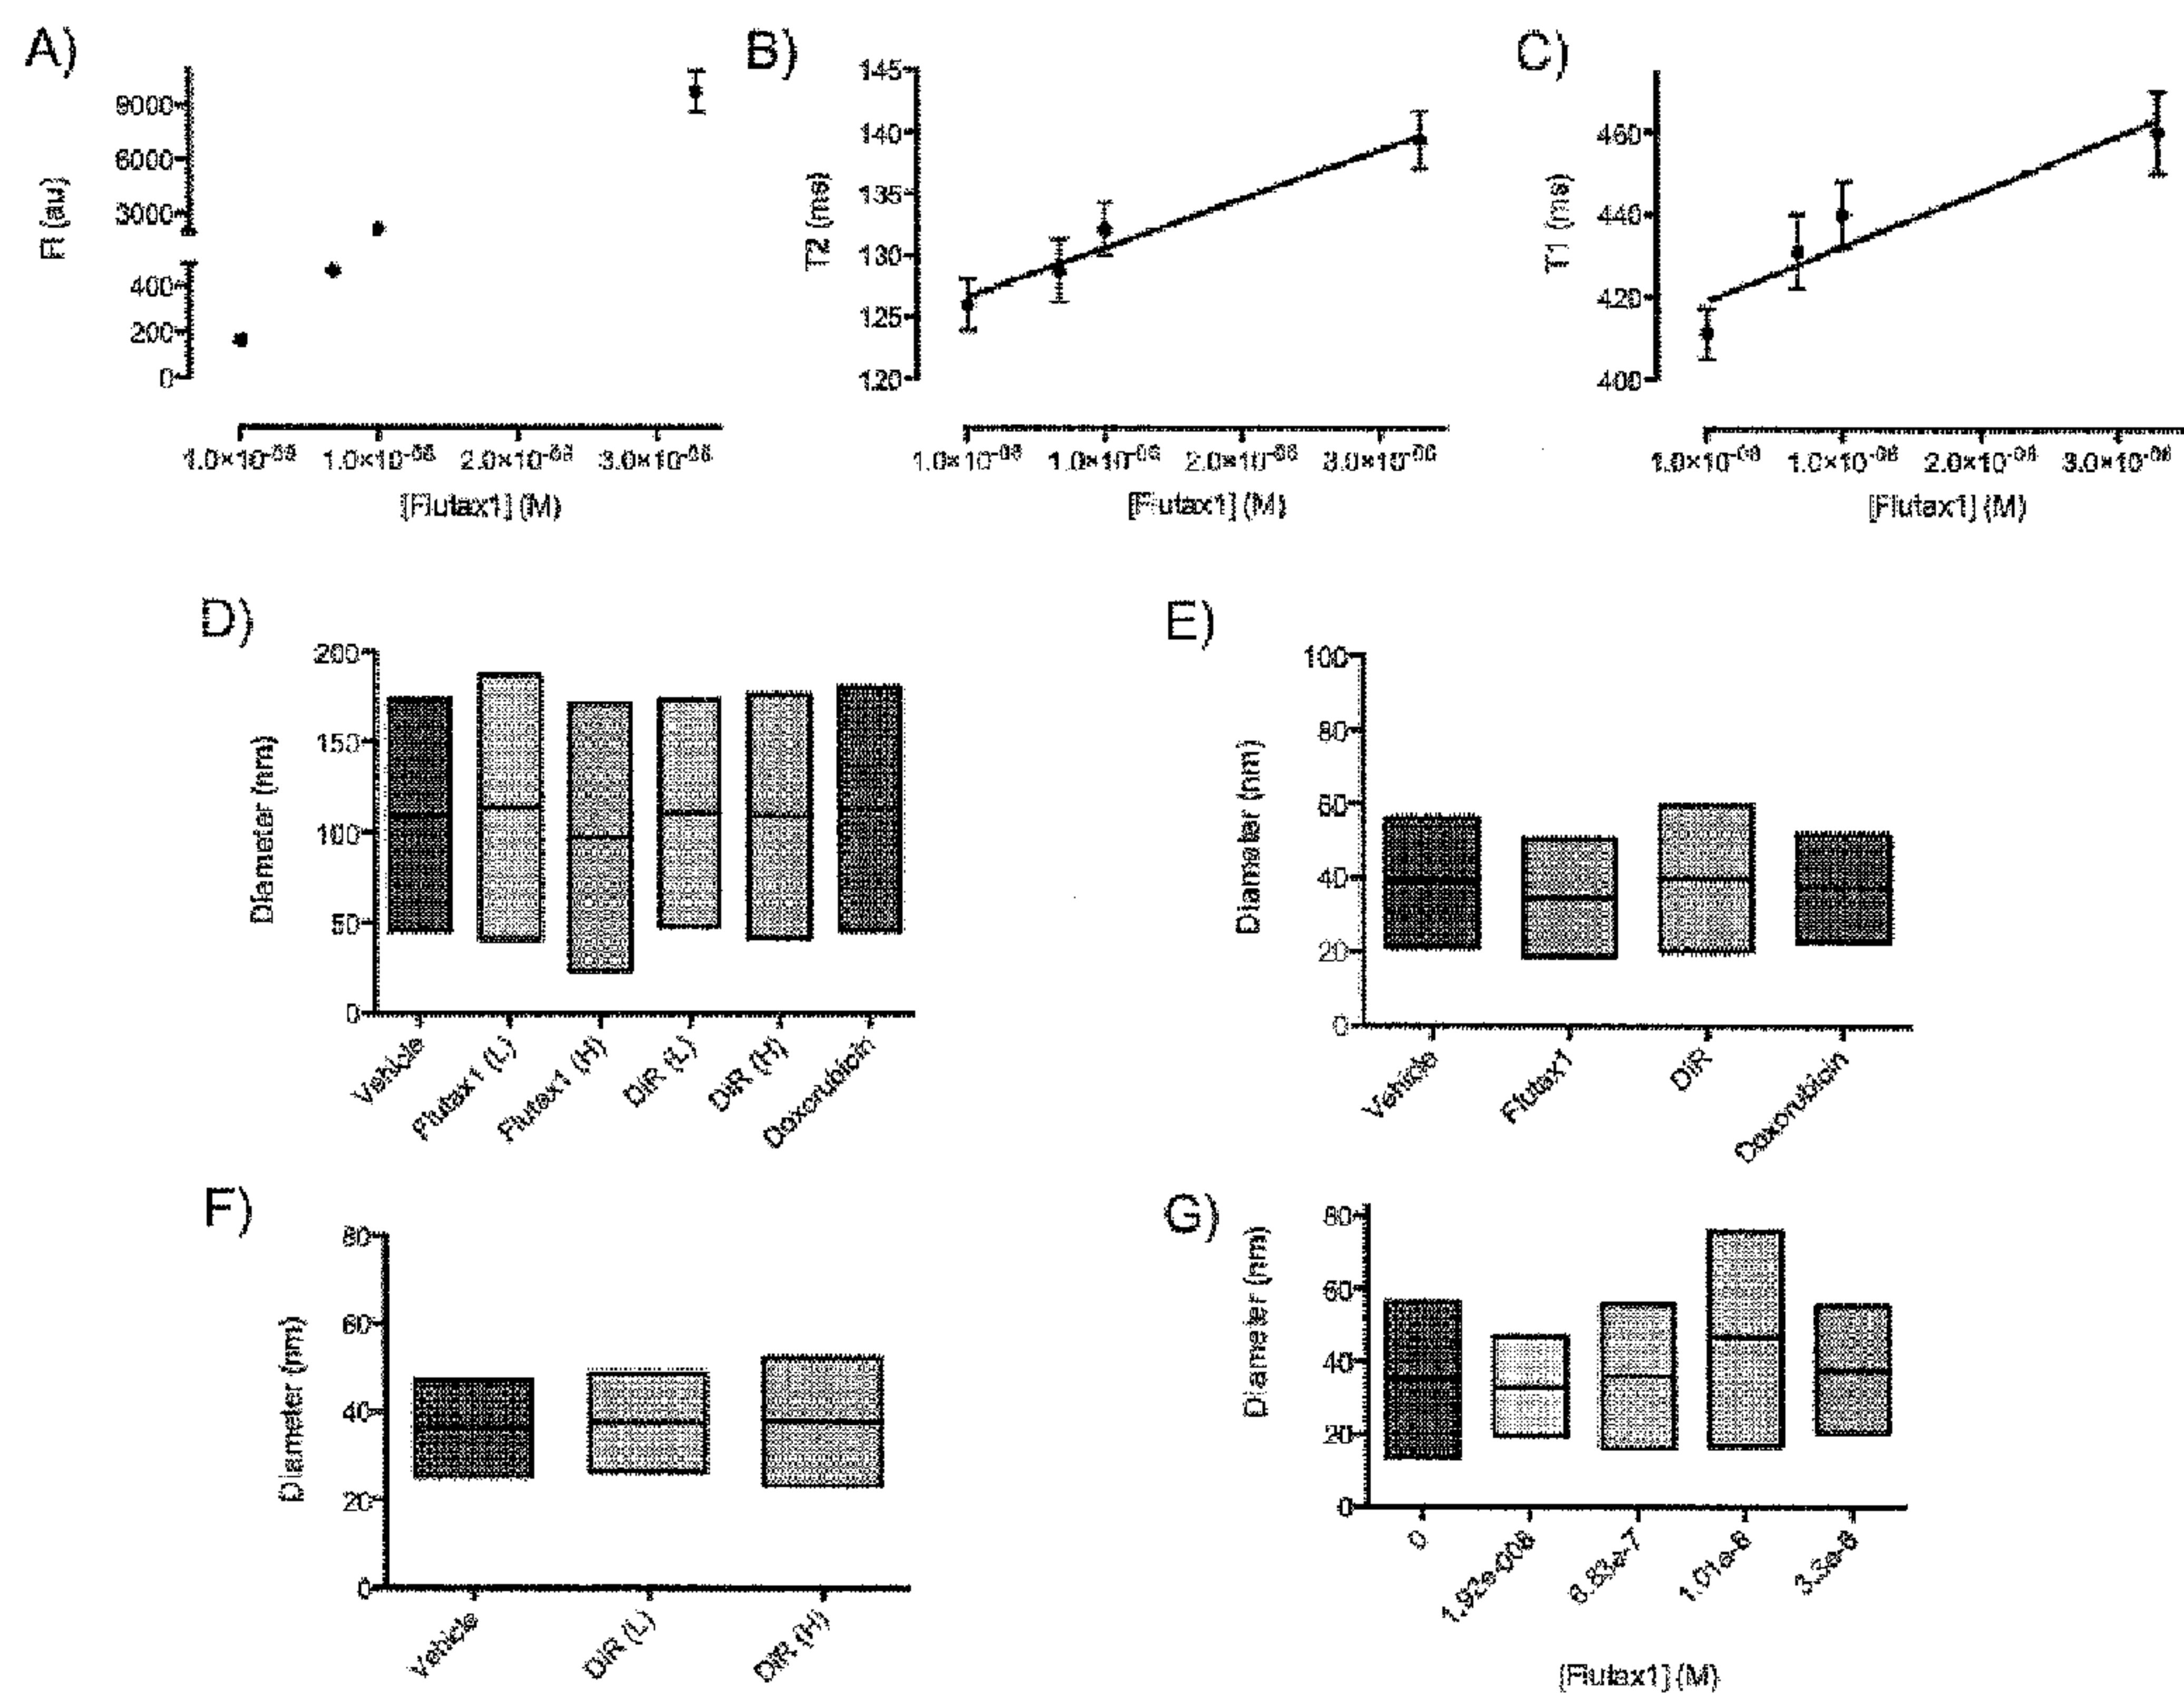 A)
FI (au)
9000
6000
3000
400
200
0
1.0×10⁻⁰⁸ 1.0×10⁻⁰⁶ 2.0×10⁻⁰⁶ 3.0×10⁻⁰⁶
[Flutax1] (M)
B)
T2 (ms)
145
140
135
130
125
120
1.0×10⁻⁰⁸ 1.0×10⁻⁰⁶ 2.0×10⁻⁰⁶ 3.0×10⁻⁰⁶
[Flutax1] (M)
C)
T1 (ms)
460
440
420
400
1.0×10⁻⁰⁸ 1.0×10⁻⁰⁶ 2.0×10⁻⁰⁶ 3.0×10⁻⁰⁶
[Flutax1] (M)
D)
Diameter (nm)
200
150
100
50
0
Vehicle
Flutax1 (L)
Flutax1 (H)
DiR (L)
DiR (H)
Doxorubicin
E)
Diameter (nm)
100
80
60
40
20
0
Vehicle
Flutax1
DiR
Doxorubicin
F)
Diameter (nm)
80
60
40
20
0
Vehicle
DiR (L)
DiR (H)
G)
Diameter (nm)
80
60
40
20
0
0
1.92e-008
6.83e-7
1.01e-6
3.3e-6
[Flutax1] (M)